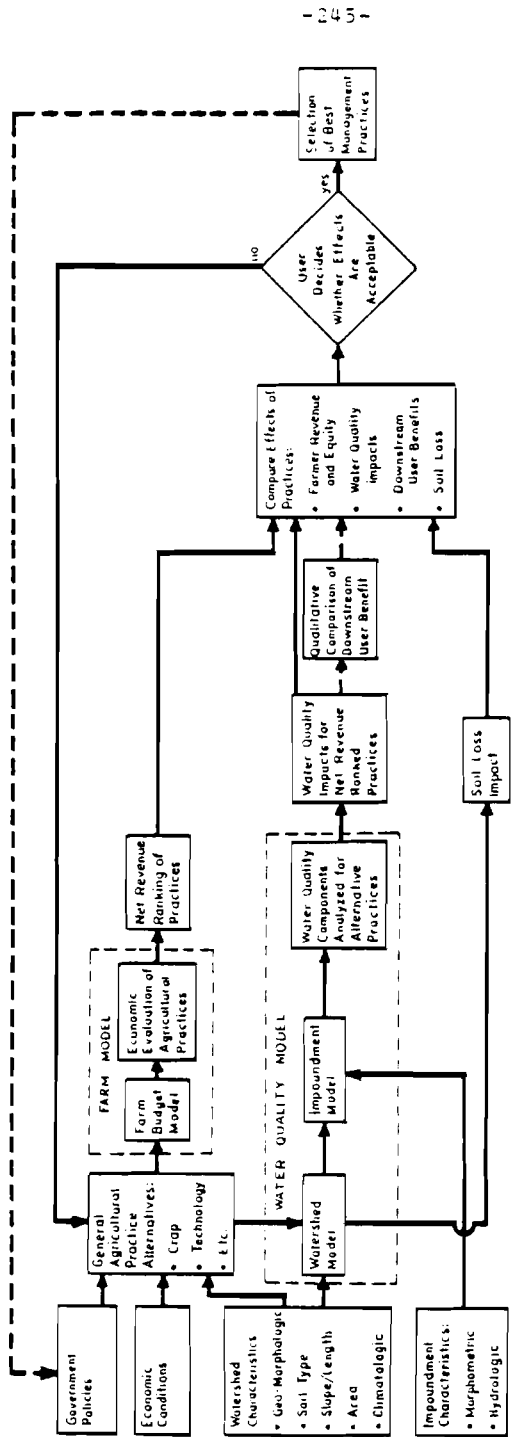 -245-
Government
Policies
Economic
Conditions
Watershed
Characteristics
• Geo-Morphologic
• Soil Type
• Slope/Length
• Area
• Climatologic
Impoundment
Characteristics:
• Morphometric
• Hydrologic
General
Agricultural
Practice
Alternatives:
• Crop
• Technology
• Etc.
FARM MODEL
Farm
Budget
Model
Economic
Evaluation of
Agricultural
Practices
Net Revenue
Ranking of
Practices
WATER QUALITY MODEL
Watershed
Model
Impoundment
Model
Water Quality
Components
Analyzed for
Alternative
Practices
Water Quality
Impacts for
Net Revenue
Ranked
Practices
Qualitative
Comparison of
Downstream
User Benefit
Soil Loss
Impact
Compare Effects of
Practices:
• Farmer Revenue
and Equity
• Water Quality
Impacts
• Downstream
User Benefits
• Soil Loss
User
Decides
Whether Effects
Are
Acceptable
no
yes
Selection
of Best
Management
Practices